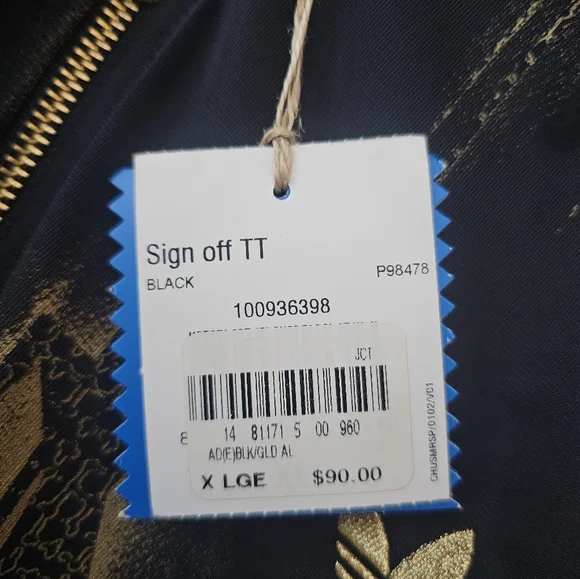 Sign off TT
BLACK
P98478
100936398
JCT
8
14 81171 5 00 960
AD(E)BLK/GLD AL
X LGE $90.00
CHUSMRSP/0102/V01